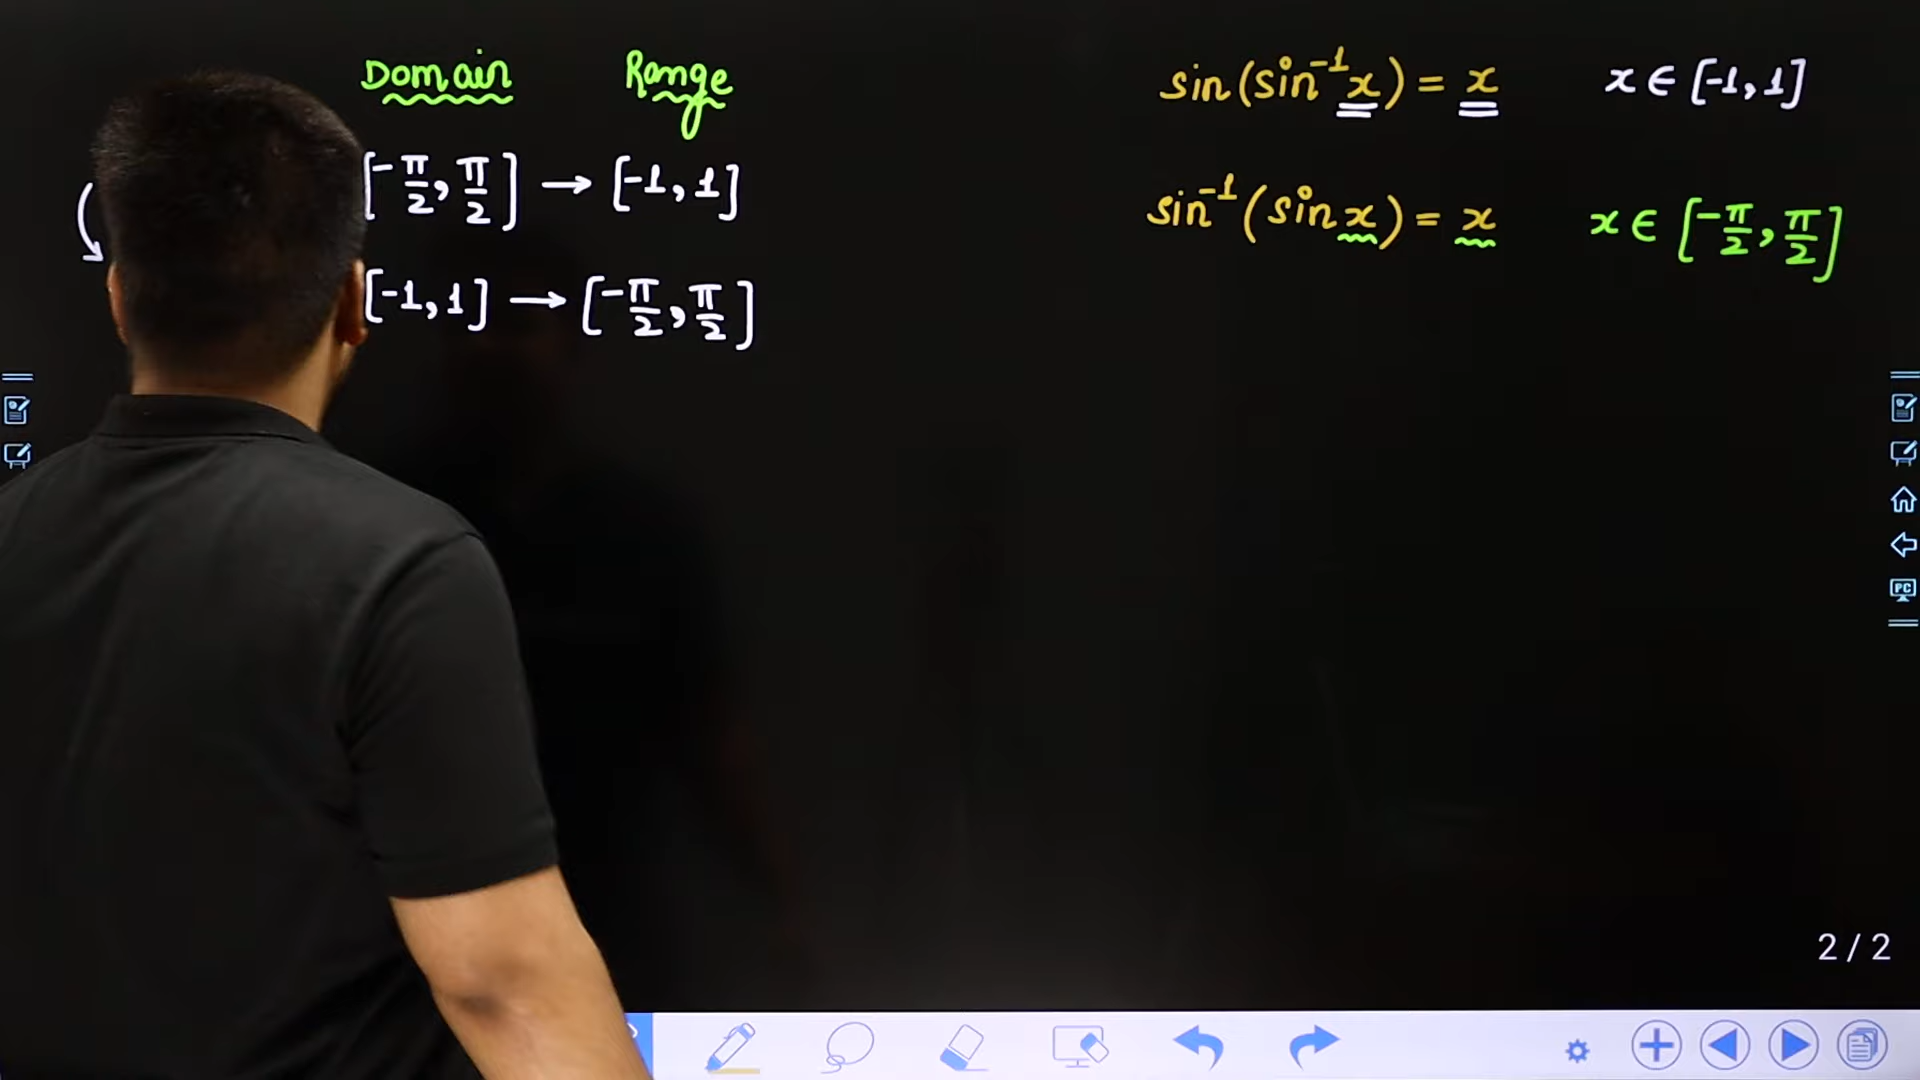 Domain Range
[-π/2, π/2] → [-1, 1]
[-1, 1] → [-π/2, π/2]
sin(sin⁻¹x) = x x ∈ [-1, 1]
sin⁻¹(sin x) = x x ∈ [-π/2, π/2]
PC
2 / 2